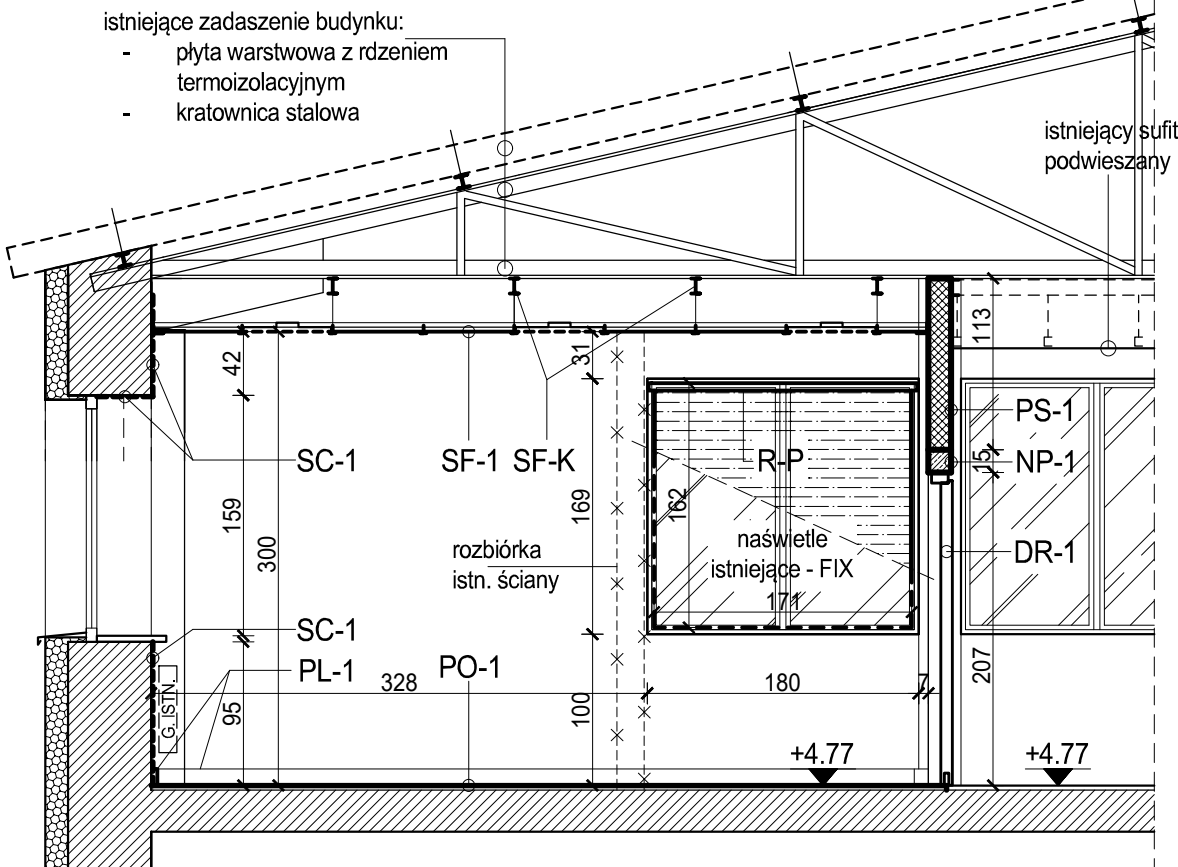 istniejące zadaszenie budynku:
- płyta warstwowa z rdzeniem
termoizolacyjnym
- kratownica stalowa
istniejący sufit
podwieszany
113
42
31
PS-1
SC-1
SF-1
SF-K
R-P
15
NP-1
159
300
169
162
rozbiórka
istn. ściany
naświetle
istniejące - FIX
DR-1
171
SC-1
PL-1
PO-1
G. ISTN.
328
180
7
207
95
100
+4.77
+4.77